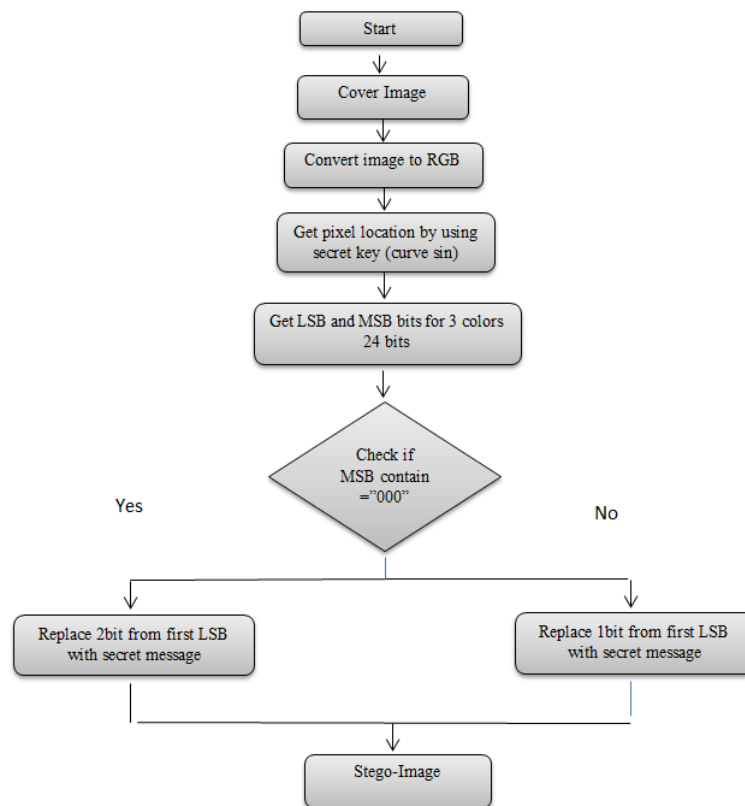 Start
Cover Image
Convert image to RGB
Get pixel location by using
secret key (curve sin)
Get LSB and MSB bits for 3 colors
24 bits
Check if
MSB contain
=”000”
Yes
No
Replace 2bit from first LSB
with secret message
Replace 1bit from first LSB
with secret message
Stego-Image